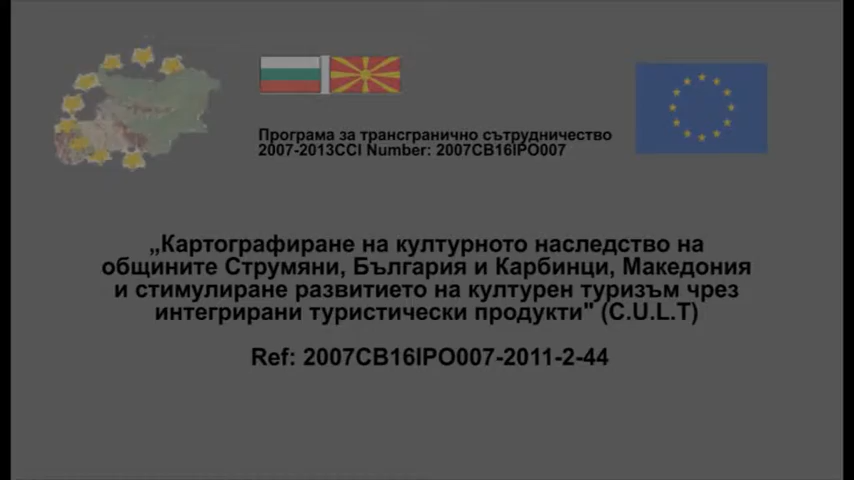 Програма за трансгранично сътрудничество
2007-2013CCI Number: 2007CB16IPO007
„Картографиране на културното наследство на
общините Струмяни, България и Карбинци, Македония
и стимулиране развитието на културен туризъм чрез
интегрирани туристически продукти" (C.U.L.T)
Ref: 2007CB16IPO007-2011-2-44